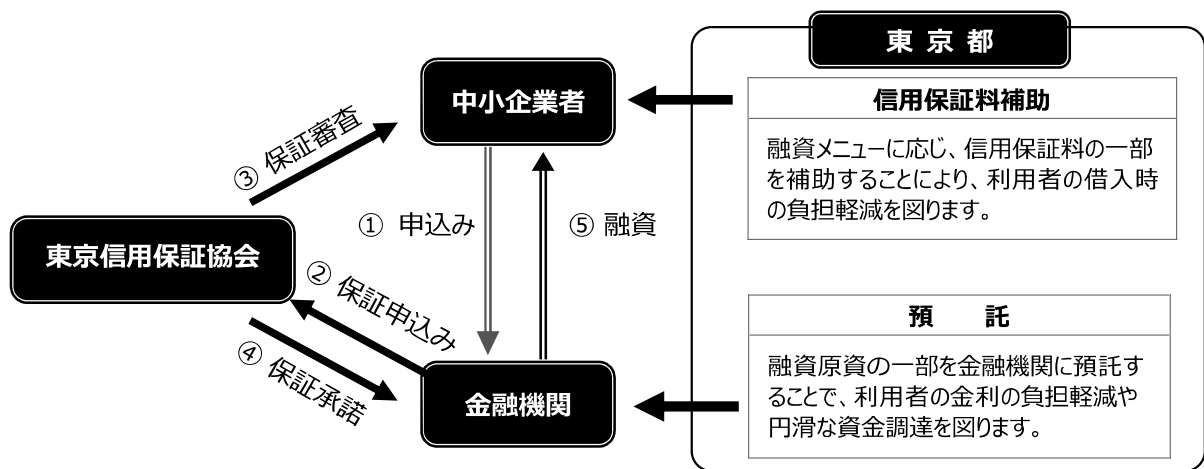 東 京 都
中小企業者
信用保証料補助
融資メニューに応じ、信用保証料の一部
を補助することにより、利用者の借入時
の負担軽減を図ります。
③ 保証審査
① 申込み
⑤ 融資
東京信用保証協会
② 保証申込み
④ 保証承諾
金融機関
預 託
融資原資の一部を金融機関に預託す
ることで、利用者の金利の負担軽減や
円滑な資金調達を図ります。